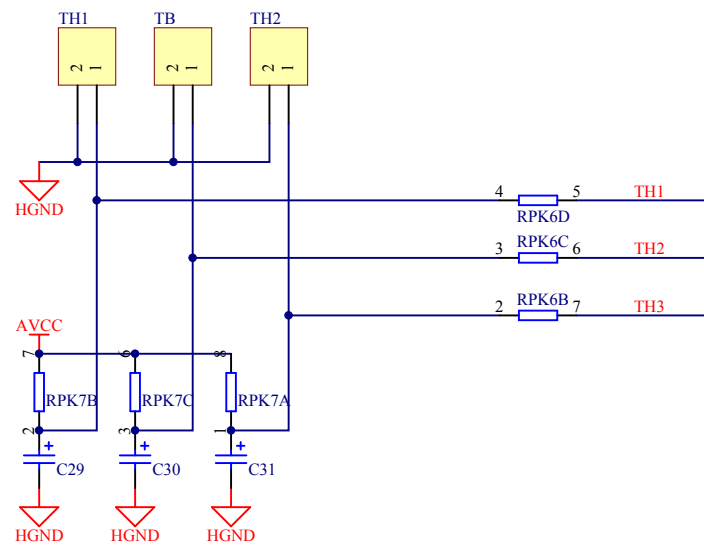 TH1 TB TH2
2 1 2 1 2 1
4 5 TH1
HGND RPK6D
3 RPK6C 6 TH2
2 RPK6B 7 TH3
AVCC
7 6 8
RPK7B RPK7C RPK7A
2 3 1
+ + +
C29 C30 C31
HGND HGND HGND